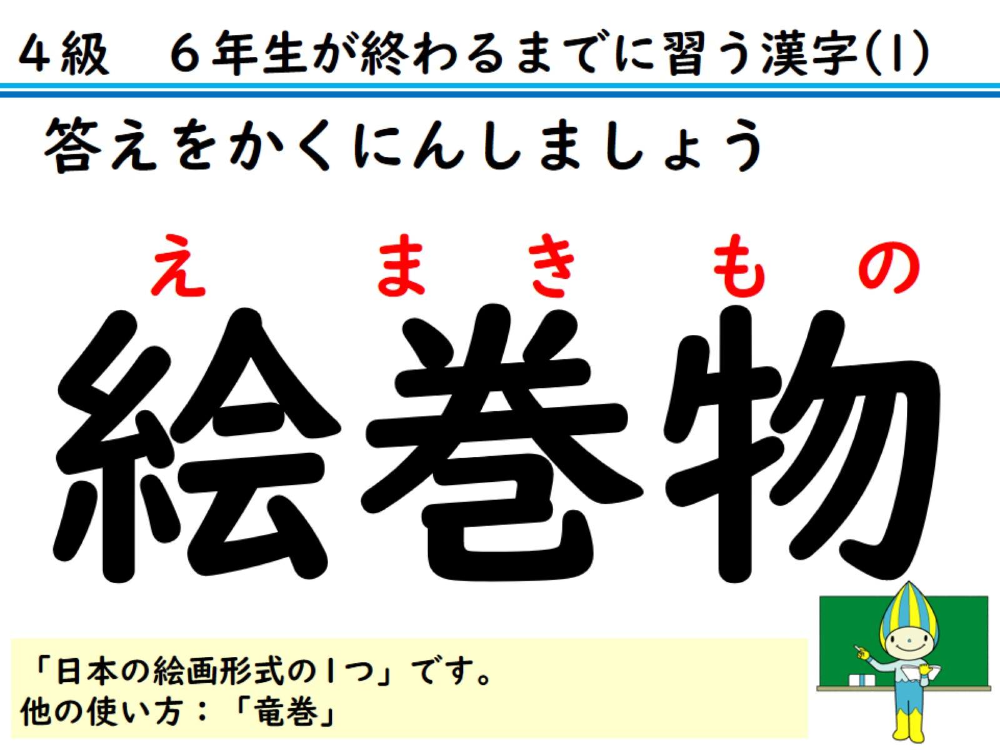 ４級　６年生が終わるまでに習う漢字(1)
答えをかくにんしましょう
え　ま　き　も　の
絵巻物
「日本の絵画形式の1つ」です。
他の使い方：「竜巻」